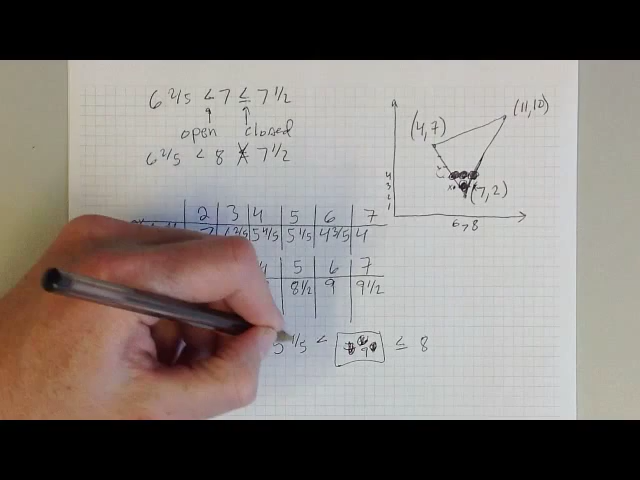 6 2/5 < 7 ≤ 7 1/2
open closed
6 2/5 < 8 ≰ 7 1/2
(4,7)
(11,10)
(7,2)
4
3
2
1
6 7 8
2 3 4 5 6 7
5 4/5 5 1/5 4 3/5 4
5 6 7
8 1/2 9 9 1/2
5 1/5 < ≤ 8